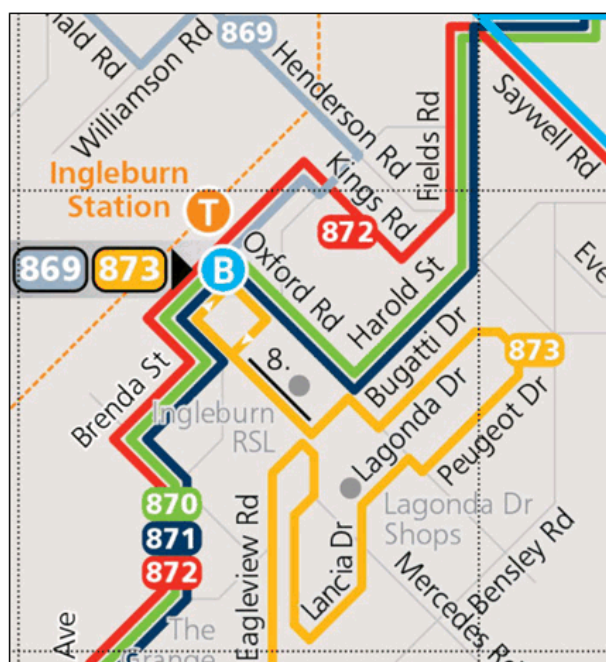 nald Rd
Williamson Rd
869
Henderson Rd
Fields Rd
Saywell Rd
Kings Rd
Ingleburn
Station
T
872
869
873
B
Oxford Rd
Harold St
Eve
Bugatti Dr
873
8.
Brenda St
Ingleburn
RSL
Lagonda Dr
Peugeot Dr
870
871
872
Eagleview Rd
Lancia Dr
Lagonda Dr
Shops
Bensley Rd
Mercedes Rd
Ave
The
Grange